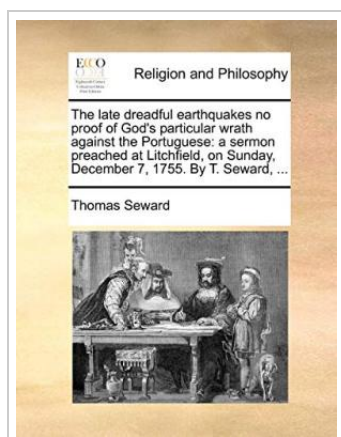 ECCO
Religion and Philosophy
The late dreadful earthquakes no
proof of God's particular wrath
against the Portuguese: a sermon
preached at Litchfield, on Sunday,
December 7, 1755. By T. Seward, ...
Thomas Seward